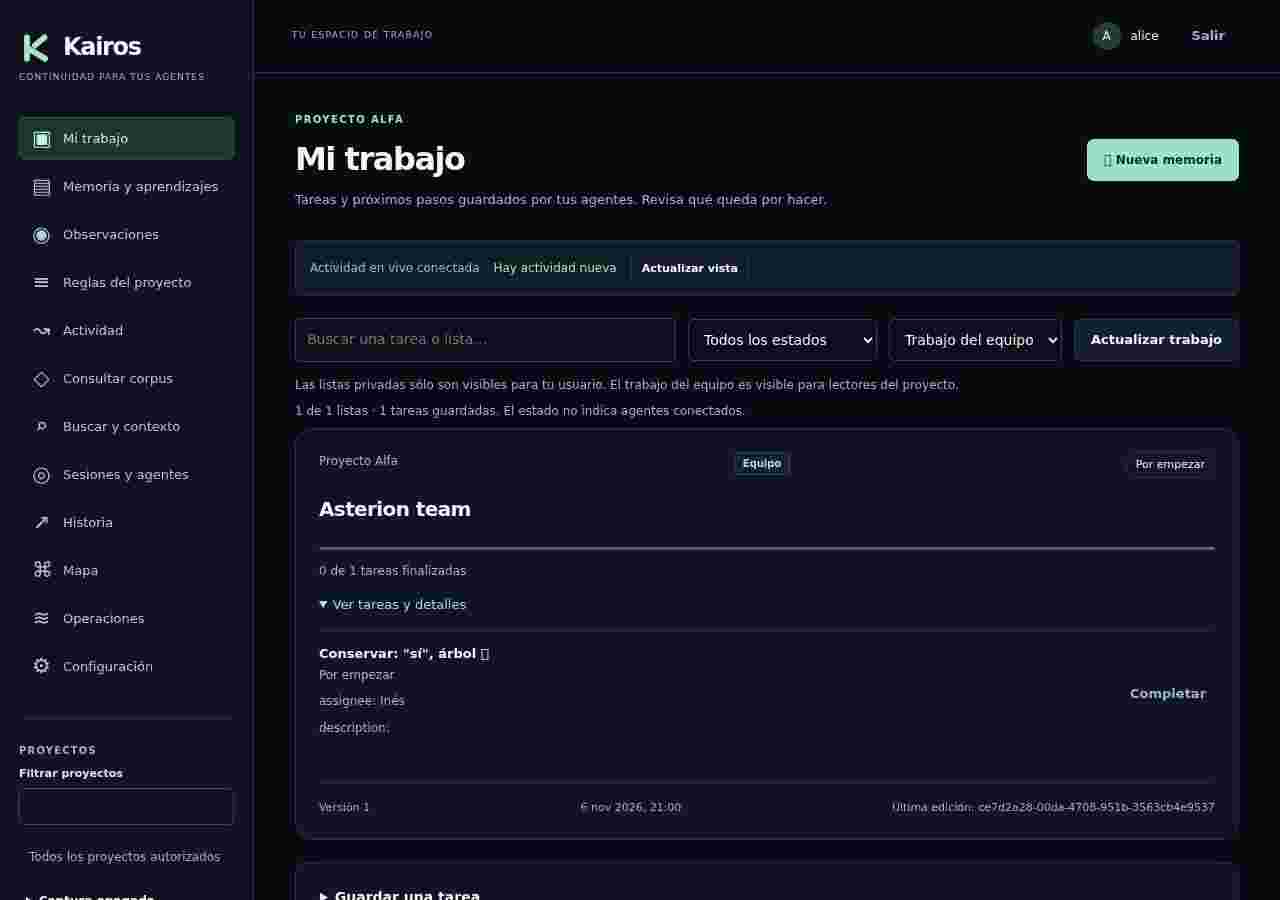 Kairos
CONTINUIDAD PARA TUS AGENTES
Mi trabajo
Memoria y aprendizajes
Observaciones
Reglas del proyecto
Actividad
Consultar corpus
Buscar y contexto
Sesiones y agentes
Historia
Mapa
Operaciones
Configuración
PROYECTOS
Filtrar proyectos
Todos los proyectos autorizados
Captura apagada
TU ESPACIO DE TRABAJO
A alice Salir
PROYECTO ALFA
Mi trabajo
Nueva memoria
Tareas y próximos pasos guardados por tus agentes. Revisa qué queda por hacer.
Actividad en vivo conectada Hay actividad nueva Actualizar vista
Buscar una tarea o lista... Todos los estados Trabajo del equipo Actualizar trabajo
Las listas privadas sólo son visibles para tu usuario. El trabajo del equipo es visible para lectores del proyecto.
1 de 1 listas · 1 tareas guardadas. El estado no indica agentes conectados.
Proyecto Alfa Equipo Por empezar
Asterion team
0 de 1 tareas finalizadas
▼ Ver tareas y detalles
Conservar: "sí", árbol
Por empezar
assignee: Inés
Completar
description:
Versión 1 6 nov 2026, 21:00 Última edición: ce7d2a28-00da-4708-951b-3563cb4e9537
▶ Guardar una tarea